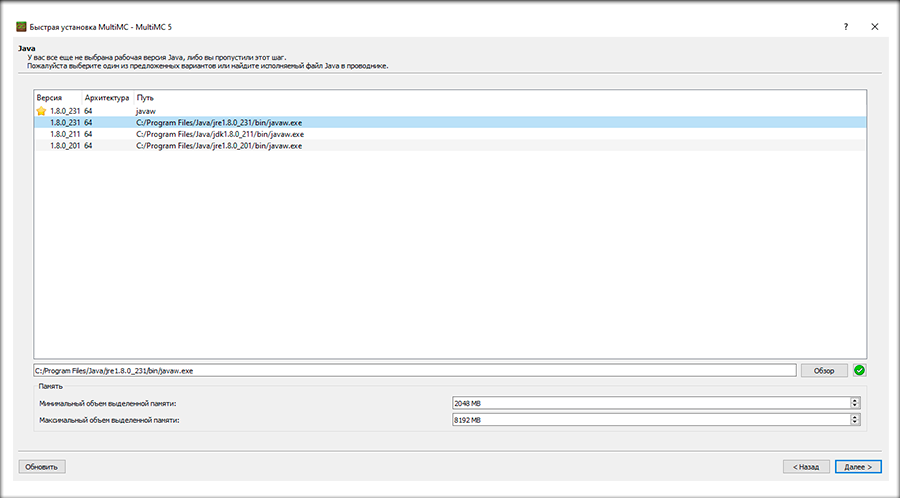 Быстрая установка MultiMC - MultiMC 5
?
Java
У вас все еще не выбрана рабочая версия Java, либо вы пропустили этот шаг.
Пожалуйста выберите один из предложенных вариантов или найдите исполняемый файл Java в проводнике.
Версия Архитектура Путь
1.8.0_231 64 javaw
1.8.0_231 64 C:/Program Files/Java/jre1.8.0_231/bin/javaw.exe
1.8.0_211 64 C:/Program Files/Java/jdk1.8.0_211/bin/javaw.exe
1.8.0_201 64 C:/Program Files/Java/jre1.8.0_201/bin/javaw.exe
C:/Program Files/Java/jre1.8.0_231/bin/javaw.exe Обзор
Память
Минимальный объем выделенной памяти: 2048 MB
Максимальный объем выделенной памяти: 8192 MB
Обновить < Назад Далее >